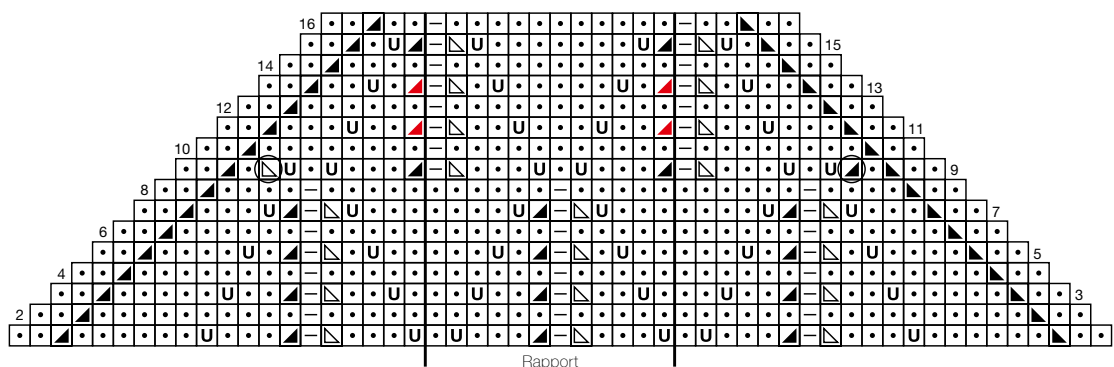 16
U U U U 15
14
U U U U 13
12
U U U U 11
10
U U U U U U 9
8
U U U U U U 7
6
U U U U U U 5
4
U U U U U U 3
2
U U U U U U
Rapport